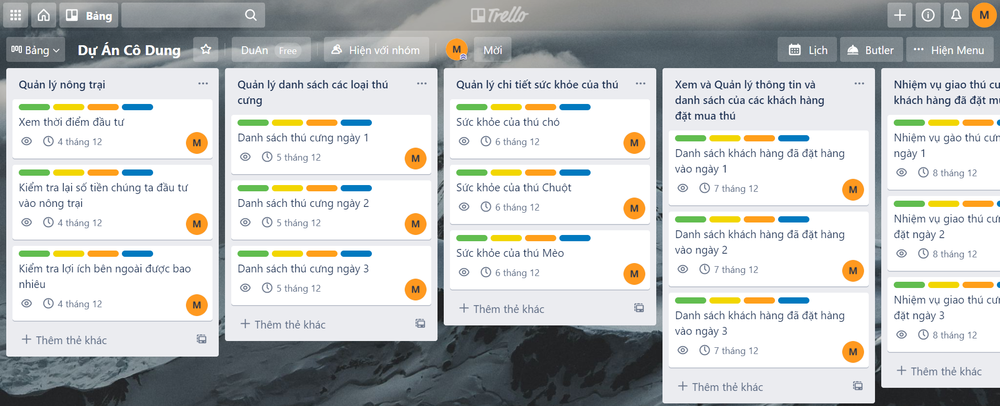 Bảng
Trello
M
Bảng
Dự Án Cô Dung
DuAn Free
Hiện với nhóm
M
Mời
Lịch
Butler
Hiện Menu
Quản lý nông trại
Xem thời điểm đầu tư
4 tháng 12
M
Kiểm tra lại số tiền chúng ta đầu tư
vào nông trại
4 tháng 12
M
Kiểm tra lợi ích bên ngoài được bao
nhiêu
4 tháng 12
M
Thêm thẻ khác
Quản lý danh sách các loại thú
cưng
Danh sách thú cưng ngày 1
5 tháng 12
M
Danh sách thú cưng ngày 2
5 tháng 12
M
Danh sách thú cưng ngày 3
5 tháng 12
M
Thêm thẻ khác
Quản lý chi tiết sức khỏe của thú
Sức khỏe của thú chó
6 tháng 12
M
Sức khỏe của thú Chuột
6 tháng 12
M
Sức khỏe của thú Mèo
6 tháng 12
M
Thêm thẻ khác
Xem và Quản lý thông tin và
danh sách của các khách hàng
đặt mua thú
Danh sách khách hàng đã đặt hàng
vào ngày 1
7 tháng 12
M
Danh sách khách hàng đã đặt hàng
vào ngày 2
7 tháng 12
M
Danh sách khách hàng đã đặt hàng
vào ngày 3
7 tháng 12
M
Thêm thẻ khác
Nhiệm vụ giao thú
khách hàng đã đặt
Nhiệm vụ gào thú
ngày 1
8 tháng 12
Nhiệm vụ giao thú
đặt ngày 2
8 tháng 12
Nhiệm vụ giao thú
đặt ngày 3
8 tháng 12
Thêm thẻ khác